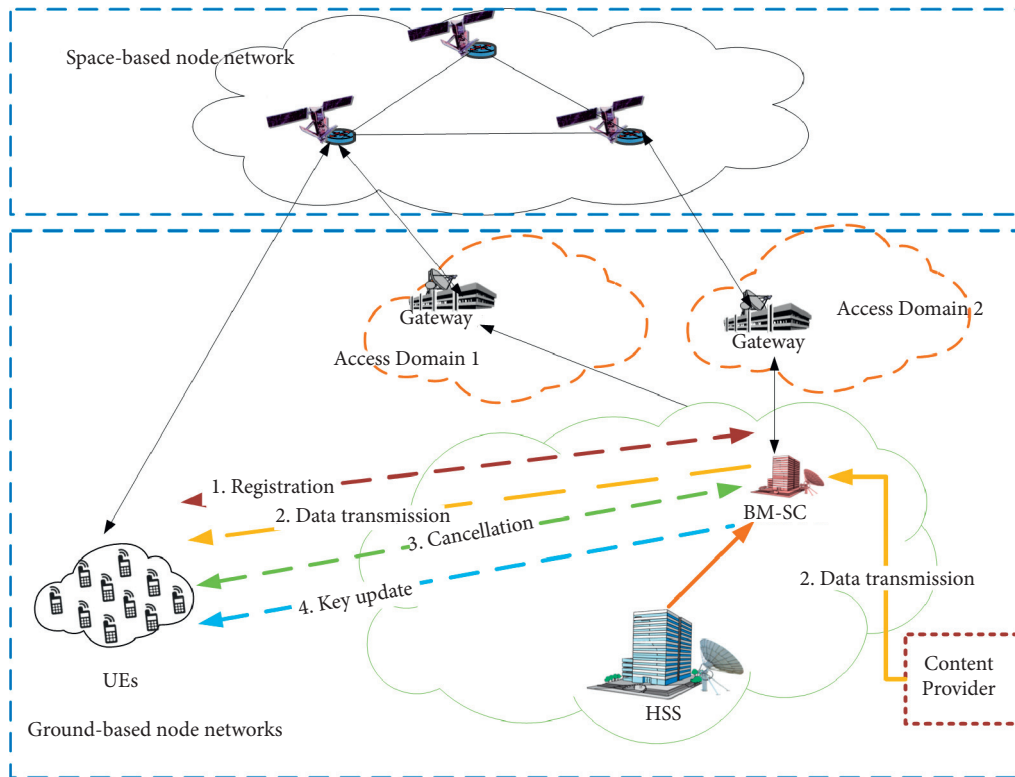 Space-based node network
Gateway
Access Domain 1
Access Domain 2
Gateway
1. Registration
2. Data transmission
3. Cancellation
4. Key update
BM-SC
2. Data transmission
UEs
HSS
Content
Provider
Ground-based node networks